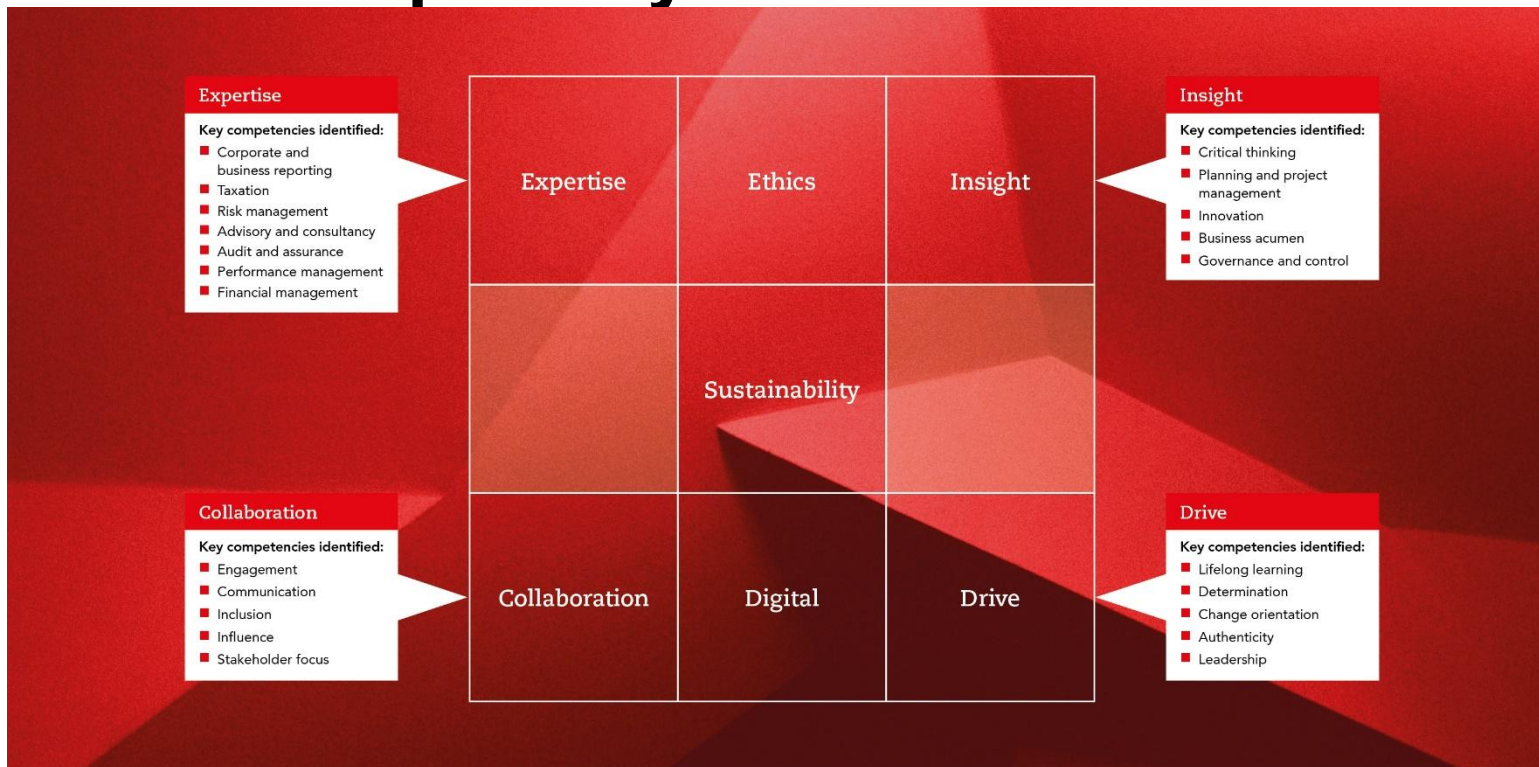 Expertise
Key competencies identified:
Corporate and
business reporting
Taxation
Risk management
Advisory and consultancy
Audit and assurance
Performance management
Financial management
Expertise
Ethics
Insight
Insight
Key competencies identified:
Critical thinking
Planning and project
management
Innovation
Business acumen
Governance and control
Sustainability
Collaboration
Key competencies identified:
Engagement
Communication
Inclusion
Influence
Stakeholder focus
Collaboration
Digital
Drive
Drive
Key competencies identified:
Lifelong learning
Determination
Change orientation
Authenticity
Leadership